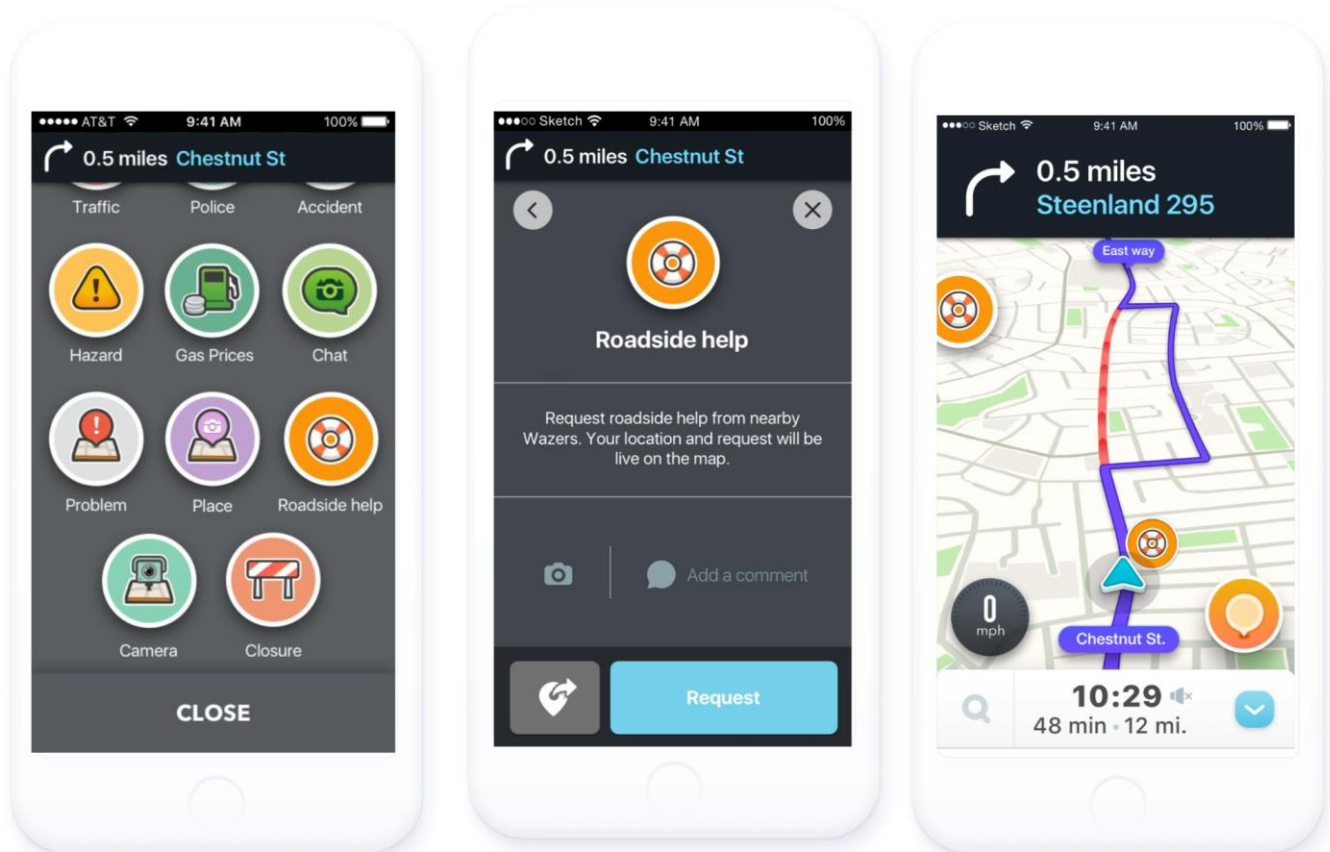 AT&T 9:41 AM 100%
0.5 miles Chestnut St
Traffic Police Accident
Hazard Gas Prices Chat
Problem Place Roadside help
Camera Closure
CLOSE
Sketch 9:41 AM 100%
0.5 miles Chestnut St
Roadside help
Request roadside help from nearby
Wazers. Your location and request will be
live on the map.
Add a comment
Request
Sketch 9:41 AM 100%
0.5 miles
Steenland 295
East way
0
mph
Chestnut St.
10:29
48 min • 12 mi.